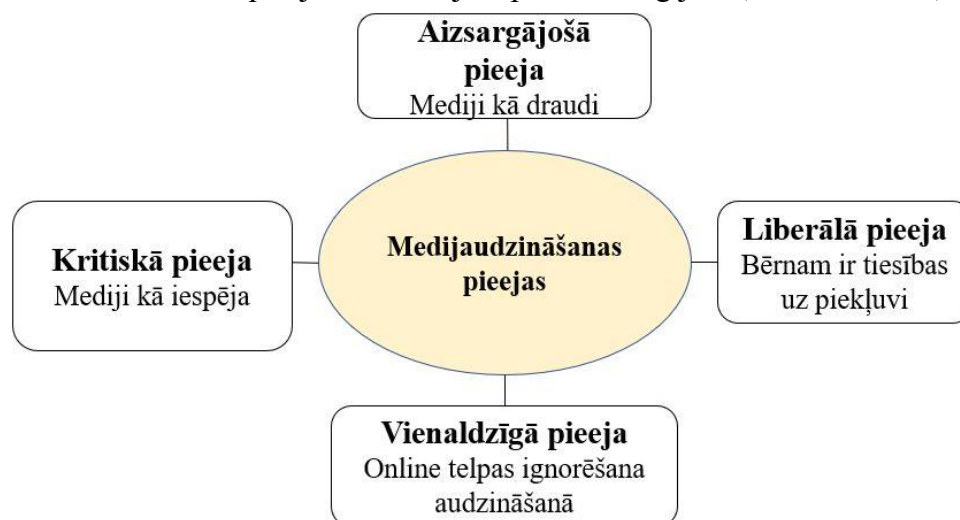 Aizsargājošā
pieeja
Mediji kā draudi
Kritiskā pieeja
Mediji kā iespēja
Medijaudzināšanas
pieejas
Liberālā pieeja
Bērnam ir tiesības
uz piekļuvi
Vienaldzīgā pieeja
Online telpas ignorēšana
audzināšanā